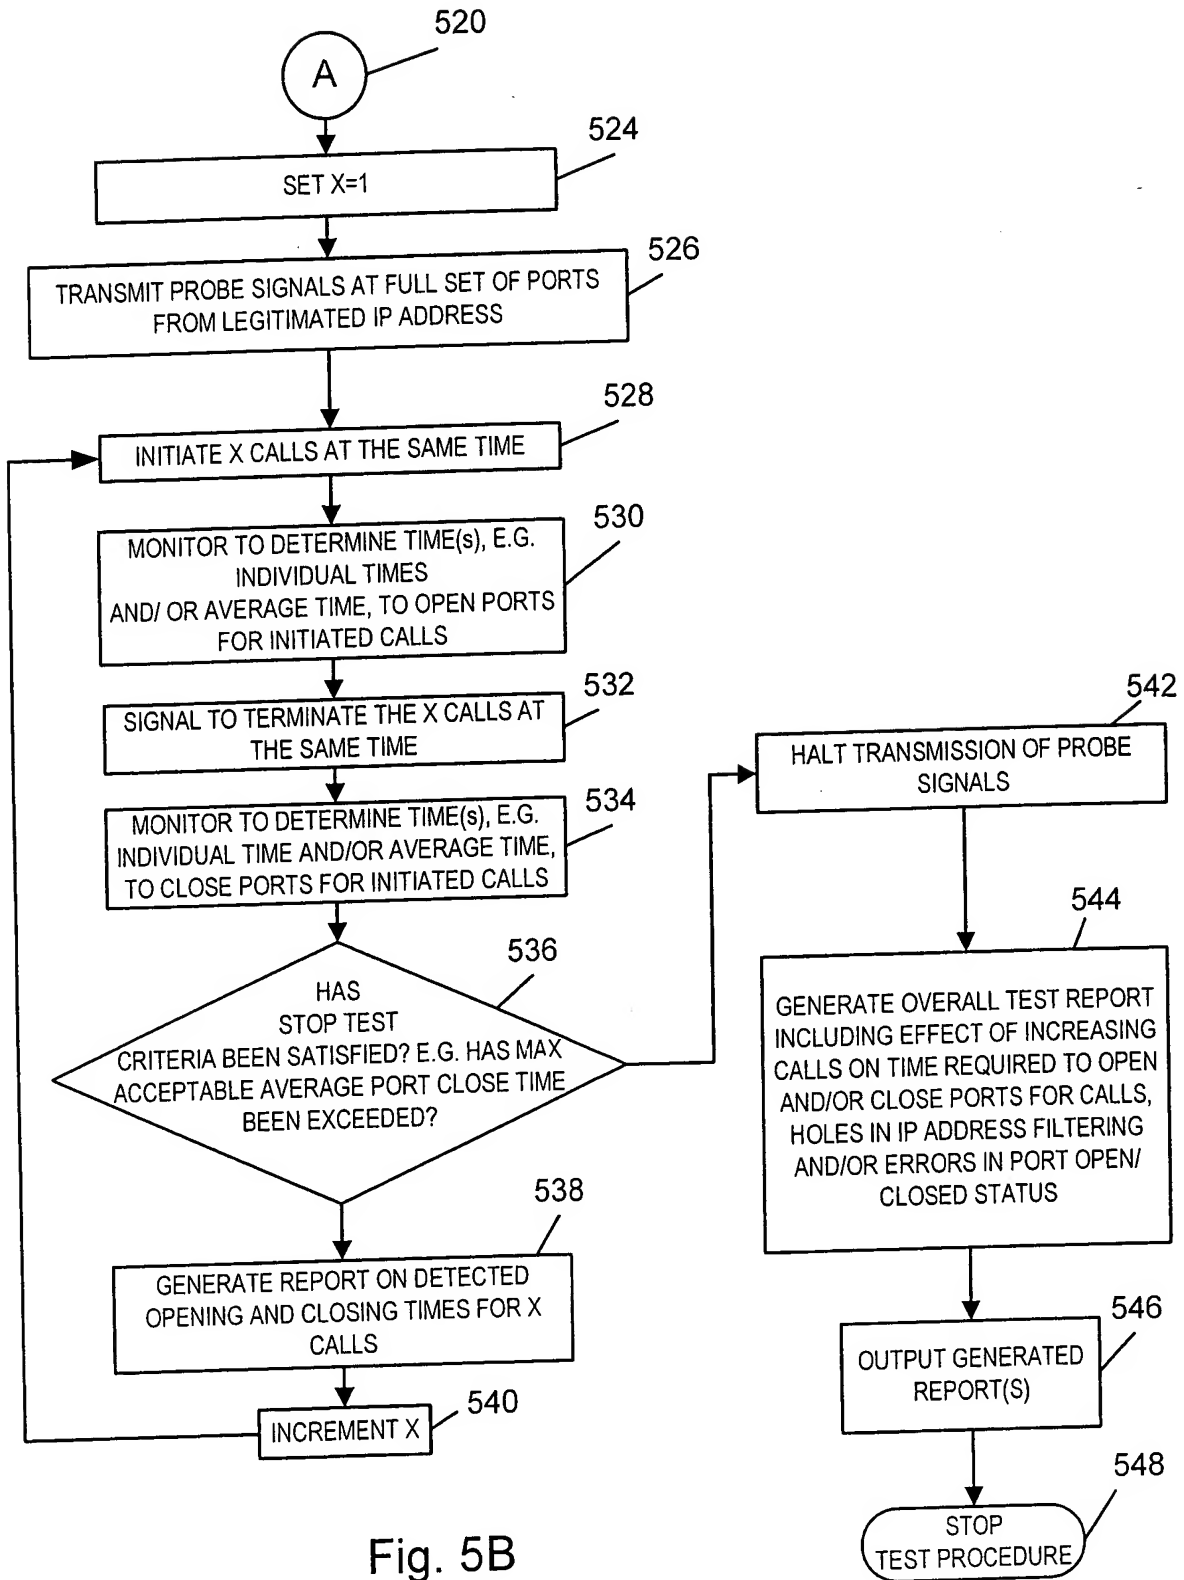 520
A
524
SET X=1
526
TRANSMIT PROBE SIGNALS AT FULL SET OF PORTS
FROM LEGITIMATED IP ADDRESS
528
INITIATE X CALLS AT THE SAME TIME
530
MONITOR TO DETERMINE TIME(s), E.G.
INDIVIDUAL TIMES
AND/ OR AVERAGE TIME, TO OPEN PORTS
FOR INITIATED CALLS
532
SIGNAL TO TERMINATE THE X CALLS AT
THE SAME TIME
534
MONITOR TO DETERMINE TIME(s), E.G.
INDIVIDUAL TIME AND/OR AVERAGE TIME,
TO CLOSE PORTS FOR INITIATED CALLS
536
HAS
STOP TEST
CRITERIA BEEN SATISFIED? E.G. HAS MAX
ACCEPTABLE AVERAGE PORT CLOSE TIME
BEEN EXCEEDED?
538
GENERATE REPORT ON DETECTED
OPENING AND CLOSING TIMES FOR X
CALLS
540
INCREMENT X
542
HALT TRANSMISSION OF PROBE
SIGNALS
544
GENERATE OVERALL TEST REPORT
INCLUDING EFFECT OF INCREASING
CALLS ON TIME REQUIRED TO OPEN
AND/OR CLOSE PORTS FOR CALLS,
HOLES IN IP ADDRESS FILTERING
AND/OR ERRORS IN PORT OPEN/
CLOSED STATUS
546
OUTPUT GENERATED
REPORT(S)
548
STOP
TEST PROCEDURE
Fig. 5B